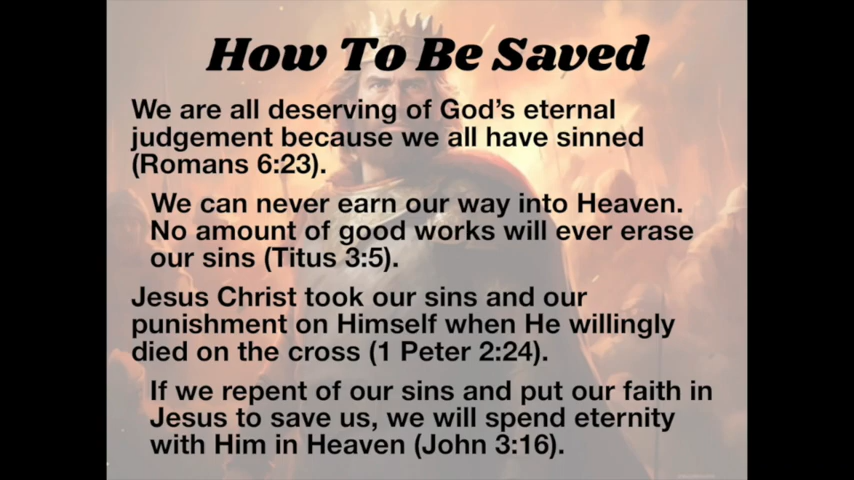 How To Be Saved
We are all deserving of God's eternal
judgement because we all have sinned
(Romans 6:23).
We can never earn our way into Heaven.
No amount of good works will ever erase
our sins (Titus 3:5).
Jesus Christ took our sins and our
punishment on Himself when He willingly
died on the cross (1 Peter 2:24).
If we repent of our sins and put our faith in
Jesus to save us, we will spend eternity
with Him in Heaven (John 3:16).